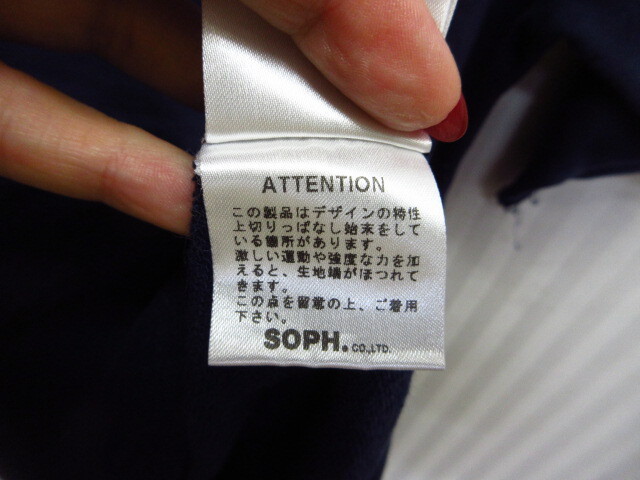 ATTENTION
この製品はデザインの特性
上切りっぱなし始末をして
いる箇所があります。
激しい運動や強度な力を加
えると、生地端がほつれて
きます。
この点を留意の上、ご着用
下さい。
SOPH. CO.,LTD.